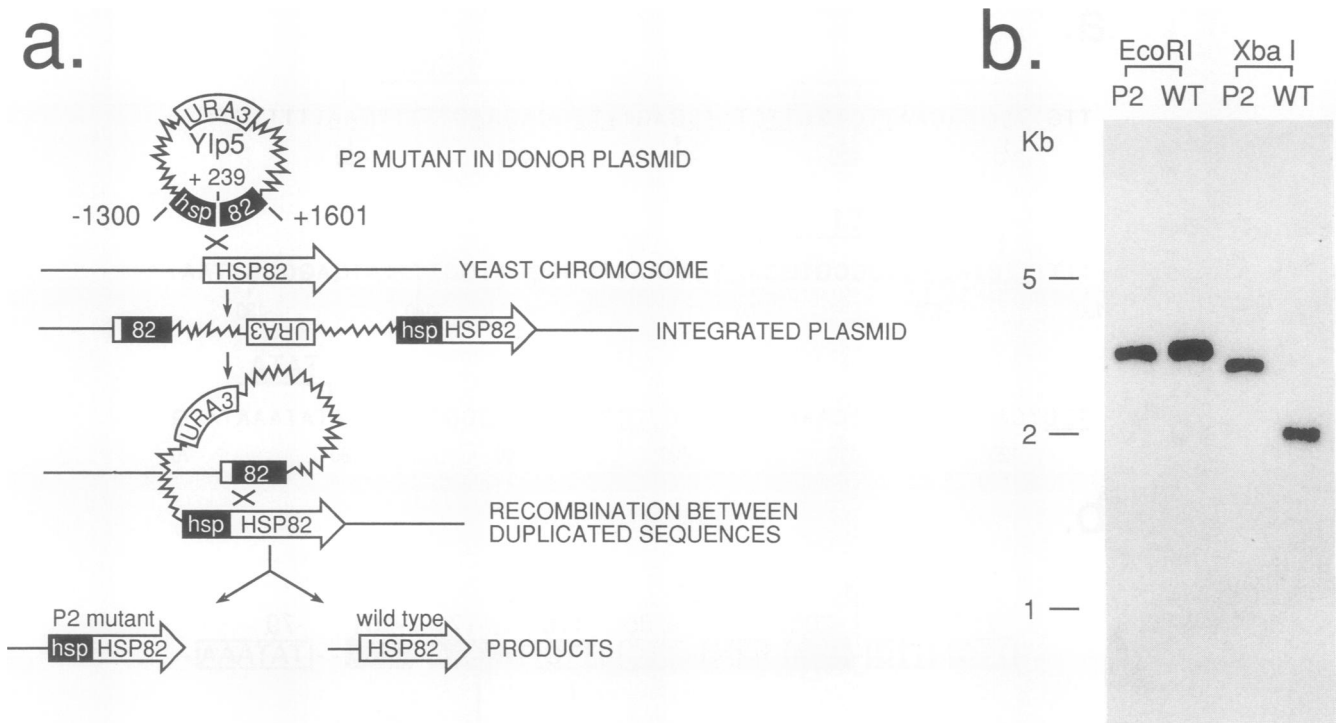 a.
URA3
YIp5
+ 239
hsp 82
-1300
+1601
P2 MUTANT IN DONOR PLASMID
HSP82
YEAST CHROMOSOME
82
URA3
hsp HSP82
INTEGRATED PLASMID
URA3
82
hsp HSP82
RECOMBINATION BETWEEN
DUPLICATED SEQUENCES
P2 mutant
hsp HSP82
wild type
HSP82
PRODUCTS
b.
EcoRI XbaI
P2 WT P2 WT
Kb
5
2
1